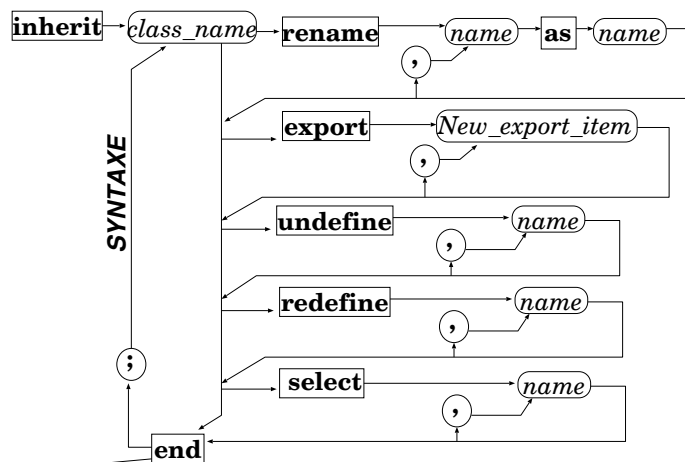 inherit class_name rename name as name
,
export New_export_item
,
SYNTAXE
undefine name
,
redefine name
,
;
select name
,
end